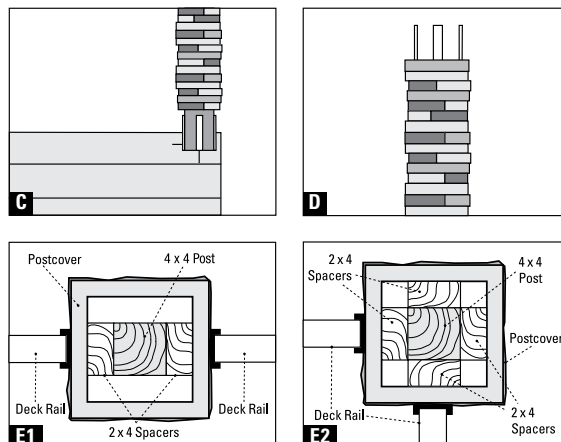 C
D
Postcover
4 x 4 Post
Deck Rail
2 x 4 Spacers
Deck Rail
E1
2 x 4
Spacers
4 x 4
Post
Postcover
Deck Rail
2 x 4
Spacers
E2